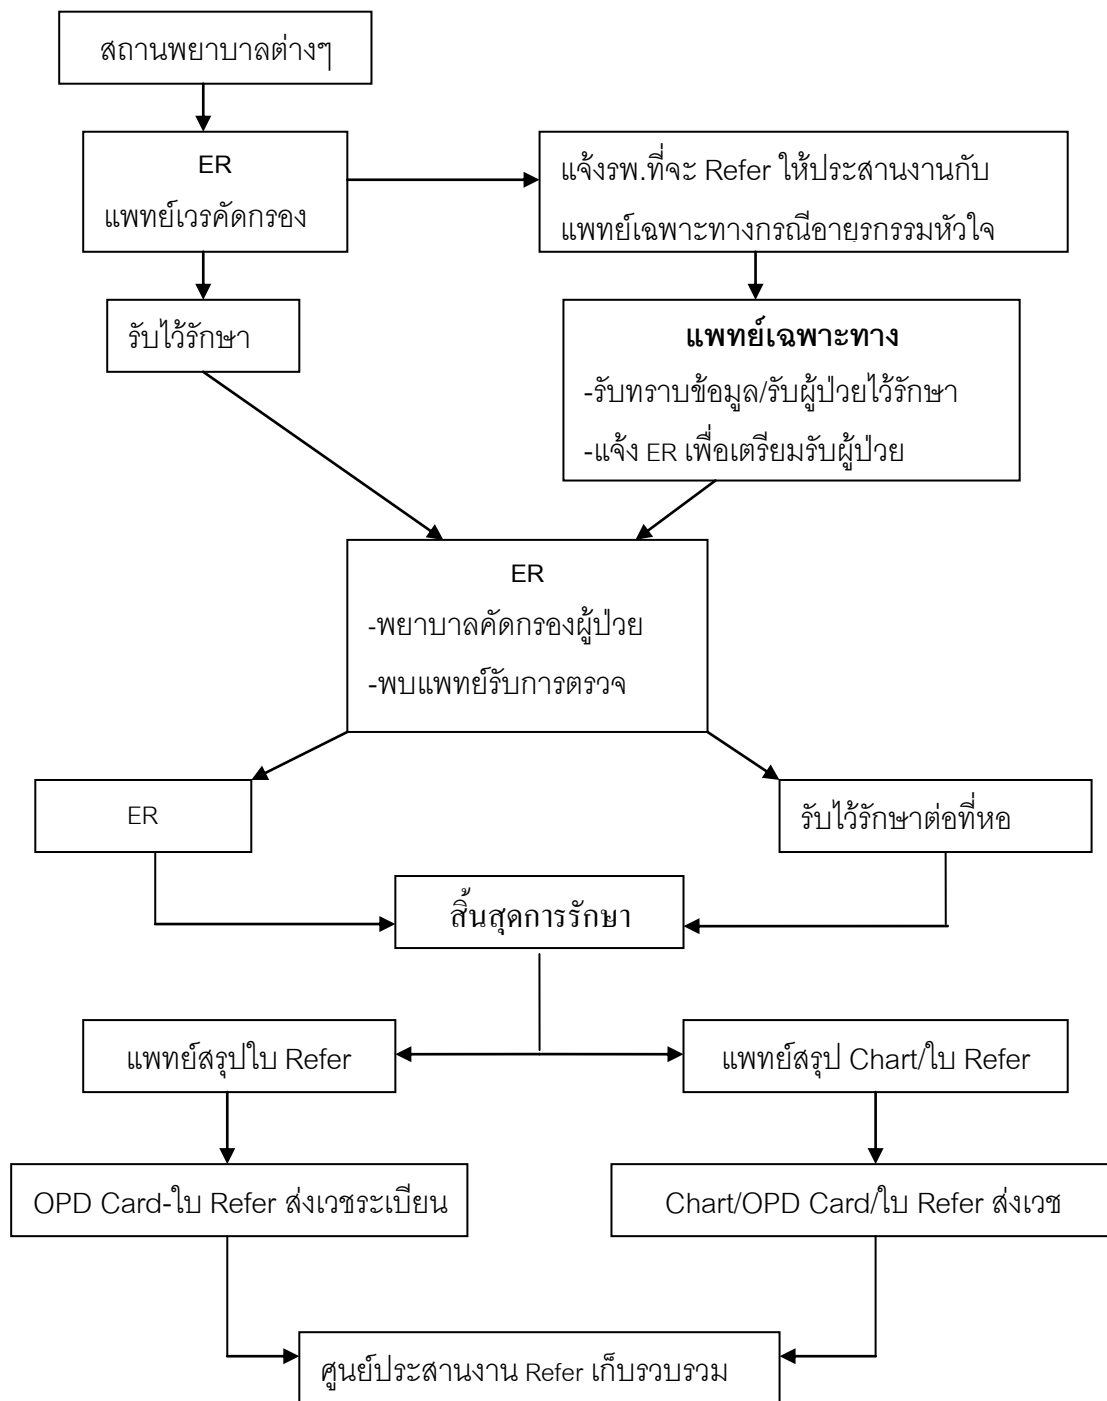 สถานพยาบาลต่างๆ
ER
แพทย์เวรคัดกรอง
แจ้งรพ.ที่จะ Refer ให้ประสานงานกับ
แพทย์เฉพาะทางกรณีอายุรกรรมหัวใจ
รับไว้รักษา
แพทย์เฉพาะทาง
-รับทราบข้อมูล/รับผู้ป่วยไว้รักษา
-แจ้ง ER เพื่อเตรียมรับผู้ป่วย
ER
-พยาบาลคัดกรองผู้ป่วย
-พบแพทย์รับการตรวจ
ER
รับไว้รักษาต่อที่หอ
สิ้นสุดการรักษา
แพทย์สรุปใบ Refer
แพทย์สรุป Chart/ใบ Refer
OPD Card-ใบ Refer ส่งเวชระเบียน
Chart/OPD Card/ใบ Refer ส่งเวช
ศูนย์ประสานงาน Refer เก็บรวบรวม